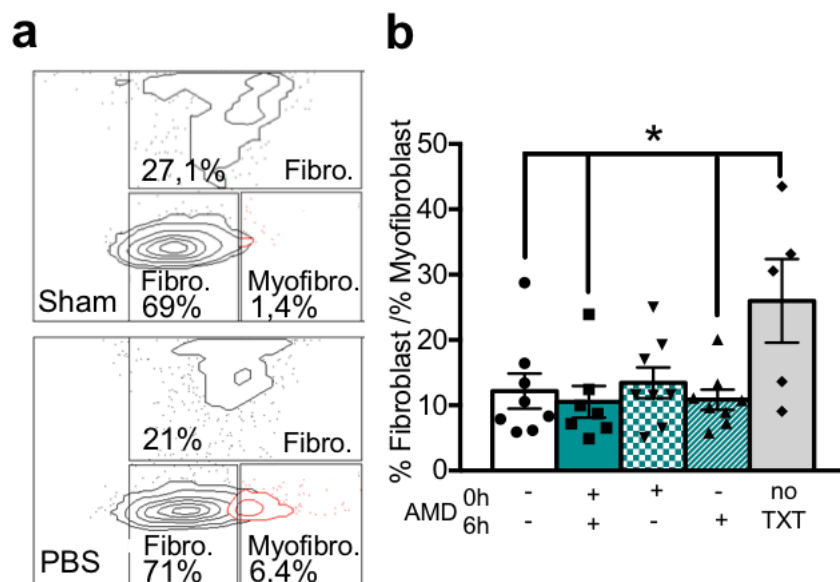 a
27,1% Fibro.
Fibro. Myofibro.
69% 1,4%
Sham
21% Fibro.
Fibro. Myofibro.
71% 6,4%
PBS
b
*
% Fibroblast /% Myofibroblast
50
40
30
20
10
0
AMD
0h - + + - no
6h - + - + TXT